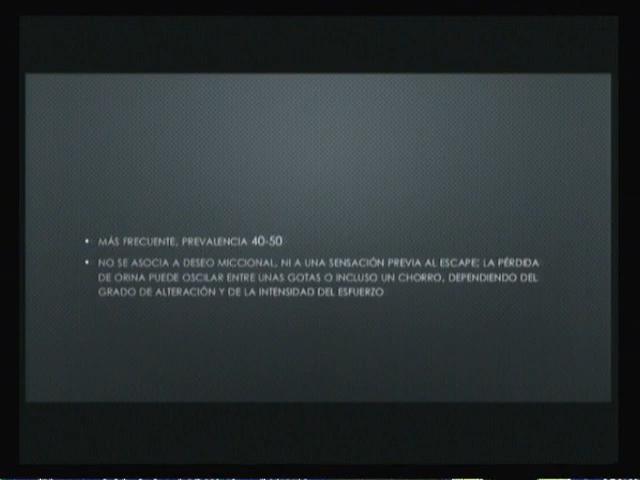 • MÁS FRECUENTE, PREVALENCIA 40-50
• NO SE ASOCIA A DESEO MICCIONAL, NI A UNA SENSACIÓN PREVIA AL ESCAPE; LA PÉRDIDA
DE ORINA PUEDE OSCILAR ENTRE UNAS GOTAS O INCLUSO UN CHORRO, DEPENDIENDO DEL
GRADO DE ALTERACIÓN Y DE LA INTENSIDAD DEL ESFUERZO